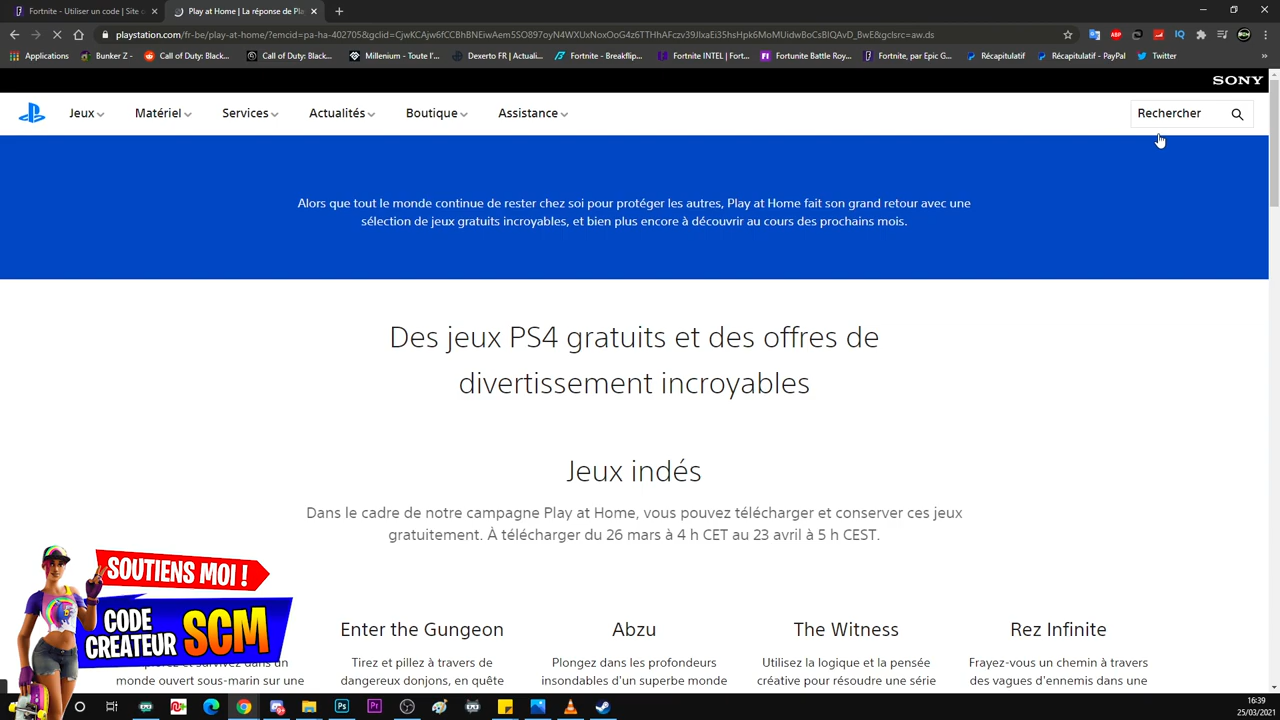 Fortnite - Utiliser un code | Site
Play at Home | La réponse de Pla
playstation.com/fr-be/play-at-home/?emcid=pa-ha-402705&gclid=
&gclsrc=aw.ds
Applications
Bunker Z -
Call of Duty: Black...
Call of Duty: Black...
Millenium - Toute l'...
Dexerto FR | Actuali...
Fortnite - Breakflip...
Fortnite INTEL | Fort...
Fortunite Battle Roy...
Fortnite, par Epic G...
Récapitulatif
Récapitulatif - PayPal
Twitter
»
SONY
Jeux
Matériel
Services
Actualités
Boutique
Assistance
Rechercher
Alors que tout le monde continue de rester chez soi pour protéger les autres, Play at Home fait son grand retour avec une
sélection de jeux gratuits incroyables, et bien plus encore à découvrir au cours des prochains mois.
Des jeux PS4 gratuits et des offres de
divertissement incroyables
Jeux indés
Dans le cadre de notre campagne Play at Home, vous pouvez télécharger et conserver ces jeux
gratuitement. À télécharger du 26 mars à 4 h CET au 23 avril à 5 h CEST.
SOUTIENS MOI !
CODE
CREATEUR SCM
Enter the Gungeon
Abzu
The Witness
Rez Infinite
et survivez dans un
monde ouvert sous-marin sur une
Tirez et pillez à travers de
dangereux donjons, en quête
Plongez dans les profondeurs
insondables d'un superbe monde
Utilisez la logique et la pensée
créative pour résoudre une série
Frayez-vous un chemin à travers
des vagues d'ennemis dans une
16:39
25/03/2021